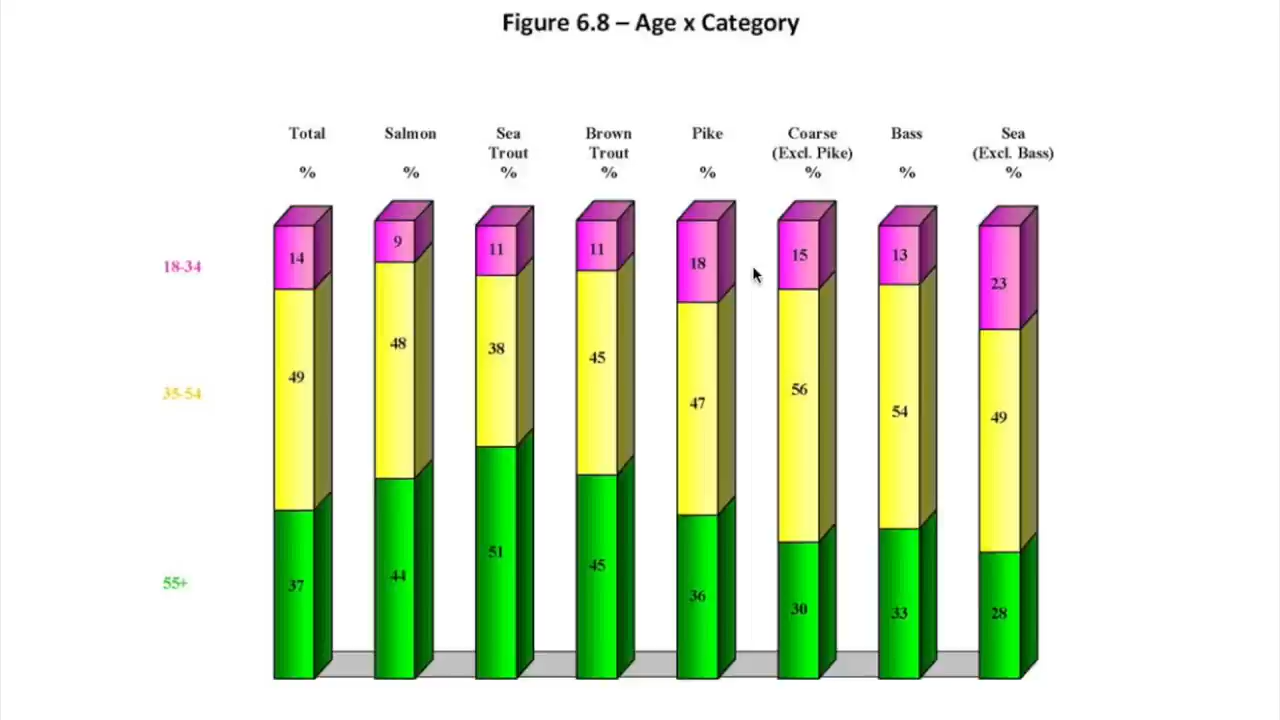 Figure 6.8 – Age x Category
Total Salmon Sea Brown Pike Coarse Bass Sea
Trout Trout (Excl. Pike) (Excl. Bass)
% % % % % % % %
18-34 14 9 11 11 18 15 13 23
35-54 49 48 38 45 47 56 54 49
55+ 37 44 51 45 36 30 33 28